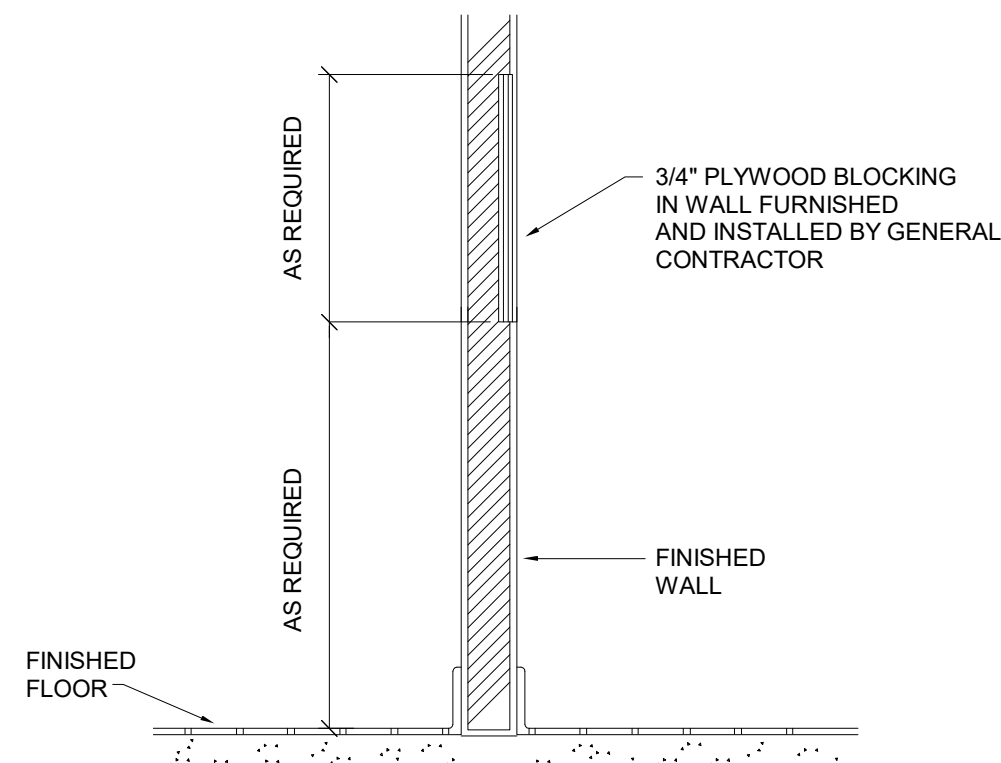 AS REQUIRED
3/4" PLYWOOD BLOCKING
IN WALL FURNISHED
AND INSTALLED BY GENERAL
CONTRACTOR
AS REQUIRED
FINISHED
WALL
FINISHED
FLOOR